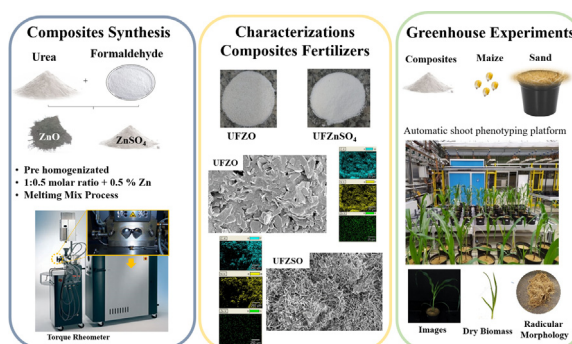 Composites Synthesis
Urea
Formaldehyde
+
ZnO
ZnSO4
• Pre homogenizated
• 1:0.5 molar ratio + 0.5 % Zn
• Meltimg Mix Process
Torque Rheometer
Characterizations
Composites Fertilizers
UFZO
UFZnSO4
UFZO
UFZSO
Greenhouse Experiments
Composites
Maize
Sand
Automatic shoot phenotyping platform
Images
Dry Biomass
Radicular
Morphology